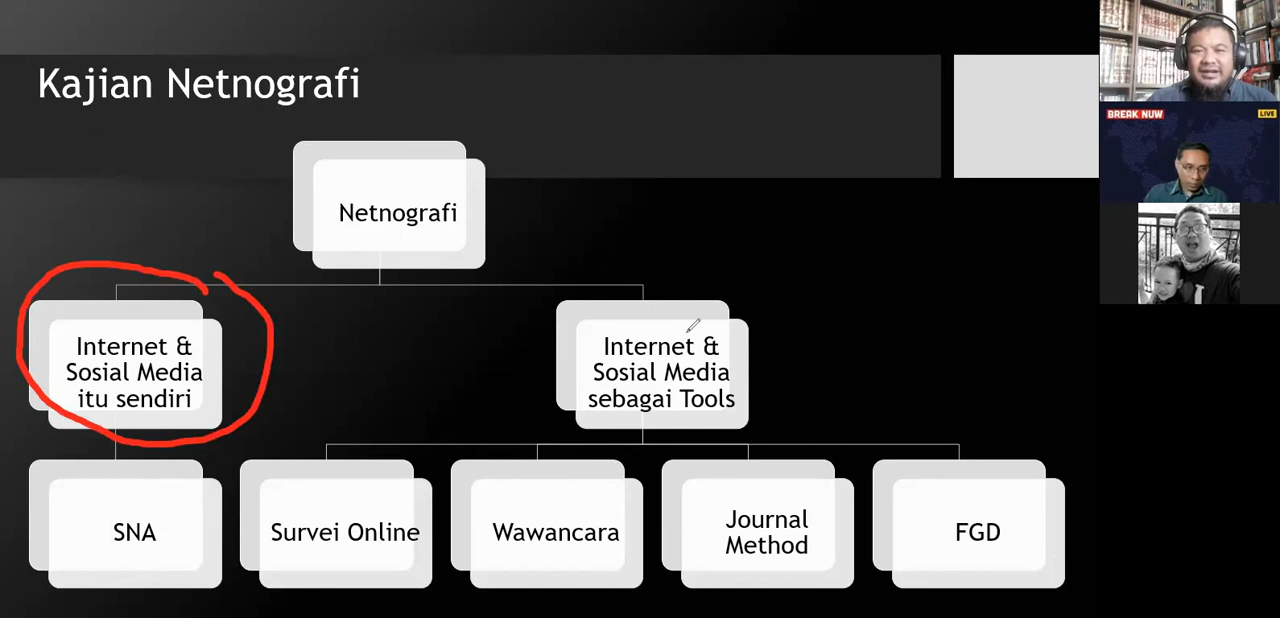 Kajian Netnografi
Netnografi
Internet &
Sosial Media
itu sendiri
Internet &
Sosial Media
sebagai Tools
SNA
Survei Online
Wawancara
Journal
Method
FGD
BREAK NUW
LIVE